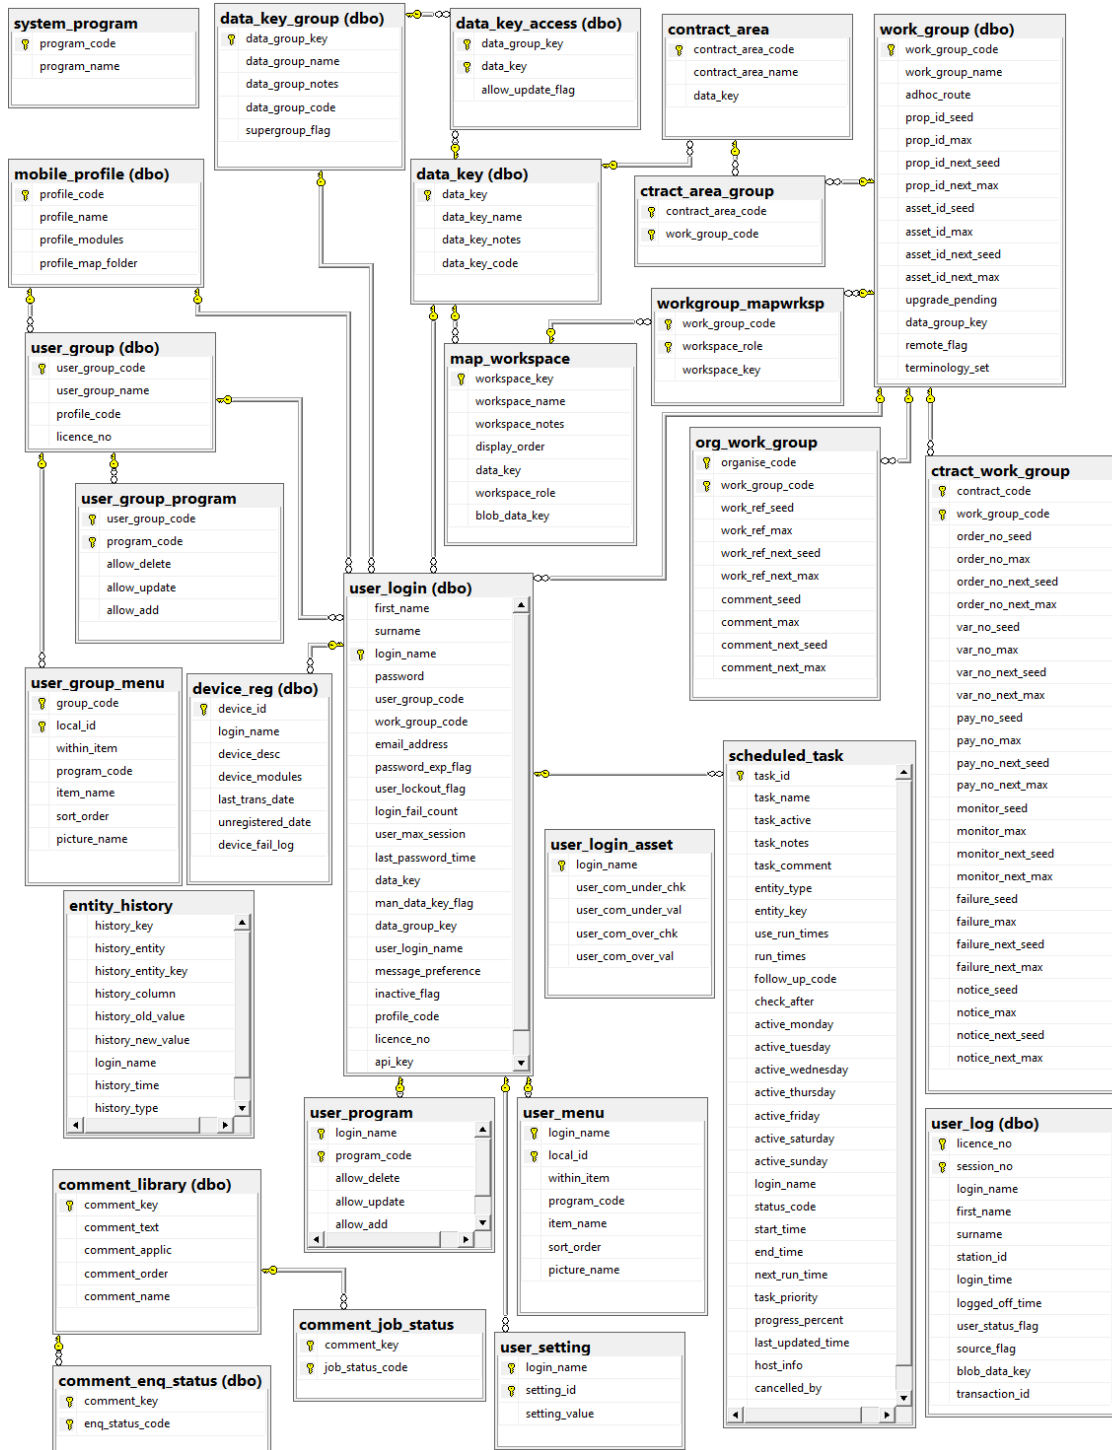 system_program
program_code
program_name
data_key_group (dbo)
data_group_key
data_group_name
data_group_notes
data_group_code
supergroup_flag
data_key_access (dbo)
data_group_key
data_key
allow_update_flag
contract_area
contract_area_code
contract_area_name
data_key
work_group (dbo)
work_group_code
work_group_name
adhoc_route
prop_id_seed
prop_id_max
prop_id_next_seed
prop_id_next_max
asset_id_seed
asset_id_max
asset_id_next_seed
asset_id_next_max
upgrade_pending
data_group_key
remote_flag
terminology_set
mobile_profile (dbo)
profile_code
profile_name
profile_modules
profile_map_folder
data_key (dbo)
data_key
data_key_name
data_key_notes
data_key_code
ctract_area_group
contract_area_code
work_group_code
workgroup_mapwrksp
work_group_code
workspace_role
workspace_key
user_group (dbo)
user_group_code
user_group_name
profile_code
licence_no
map_workspace
workspace_key
workspace_name
workspace_notes
display_order
data_key
workspace_role
blob_data_key
org_work_group
organise_code
work_group_code
work_ref_seed
work_ref_max
work_ref_next_seed
work_ref_next_max
comment_seed
comment_max
comment_next_seed
comment_next_max
ctract_work_group
contract_code
work_group_code
order_no_seed
order_no_max
order_no_next_seed
order_no_next_max
var_no_seed
var_no_max
var_no_next_seed
var_no_next_max
pay_no_seed
pay_no_max
pay_no_next_seed
pay_no_next_max
monitor_seed
monitor_max
monitor_next_seed
monitor_next_max
failure_seed
failure_max
failure_next_seed
failure_next_max
notice_seed
notice_max
notice_next_seed
notice_next_max
user_group_program
user_group_code
program_code
allow_delete
allow_update
allow_add
user_login (dbo)
first_name
surname
login_name
password
user_group_code
work_group_code
email_address
password_exp_flag
user_lockout_flag
login_fail_count
user_max_session
last_password_time
data_key
man_data_key_flag
data_group_key
user_login_name
message_preference
inactive_flag
profile_code
licence_no
api_key
user_group_menu
group_code
local_id
within_item
program_code
item_name
sort_order
picture_name
device_reg (dbo)
device_id
login_name
device_desc
device_modules
last_trans_date
unregistered_date
device_fail_log
scheduled_task
task_id
task_name
task_active
task_notes
task_comment
entity_type
entity_key
use_run_times
run_times
follow_up_code
check_after
active_monday
active_tuesday
active_wednesday
active_thursday
active_friday
active_saturday
active_sunday
login_name
status_code
start_time
end_time
next_run_time
task_priority
progress_percent
last_updated_time
host_info
cancelled_by
user_login_asset
login_name
user_com_under_chk
user_com_under_val
user_com_over_chk
user_com_over_val
entity_history
history_key
history_entity
history_entity_key
history_column
history_old_value
history_new_value
login_name
history_time
history_type
user_program
login_name
program_code
allow_delete
allow_update
allow_add
user_menu
login_name
local_id
within_item
program_code
item_name
sort_order
picture_name
user_log (dbo)
licence_no
session_no
login_name
first_name
surname
station_id
login_time
logged_off_time
user_status_flag
source_flag
blob_data_key
transaction_id
comment_library (dbo)
comment_key
comment_text
comment_applic
comment_order
comment_name
comment_job_status
comment_key
job_status_code
user_setting
login_name
setting_id
setting_value
comment_enq_status (dbo)
comment_key
enq_status_code